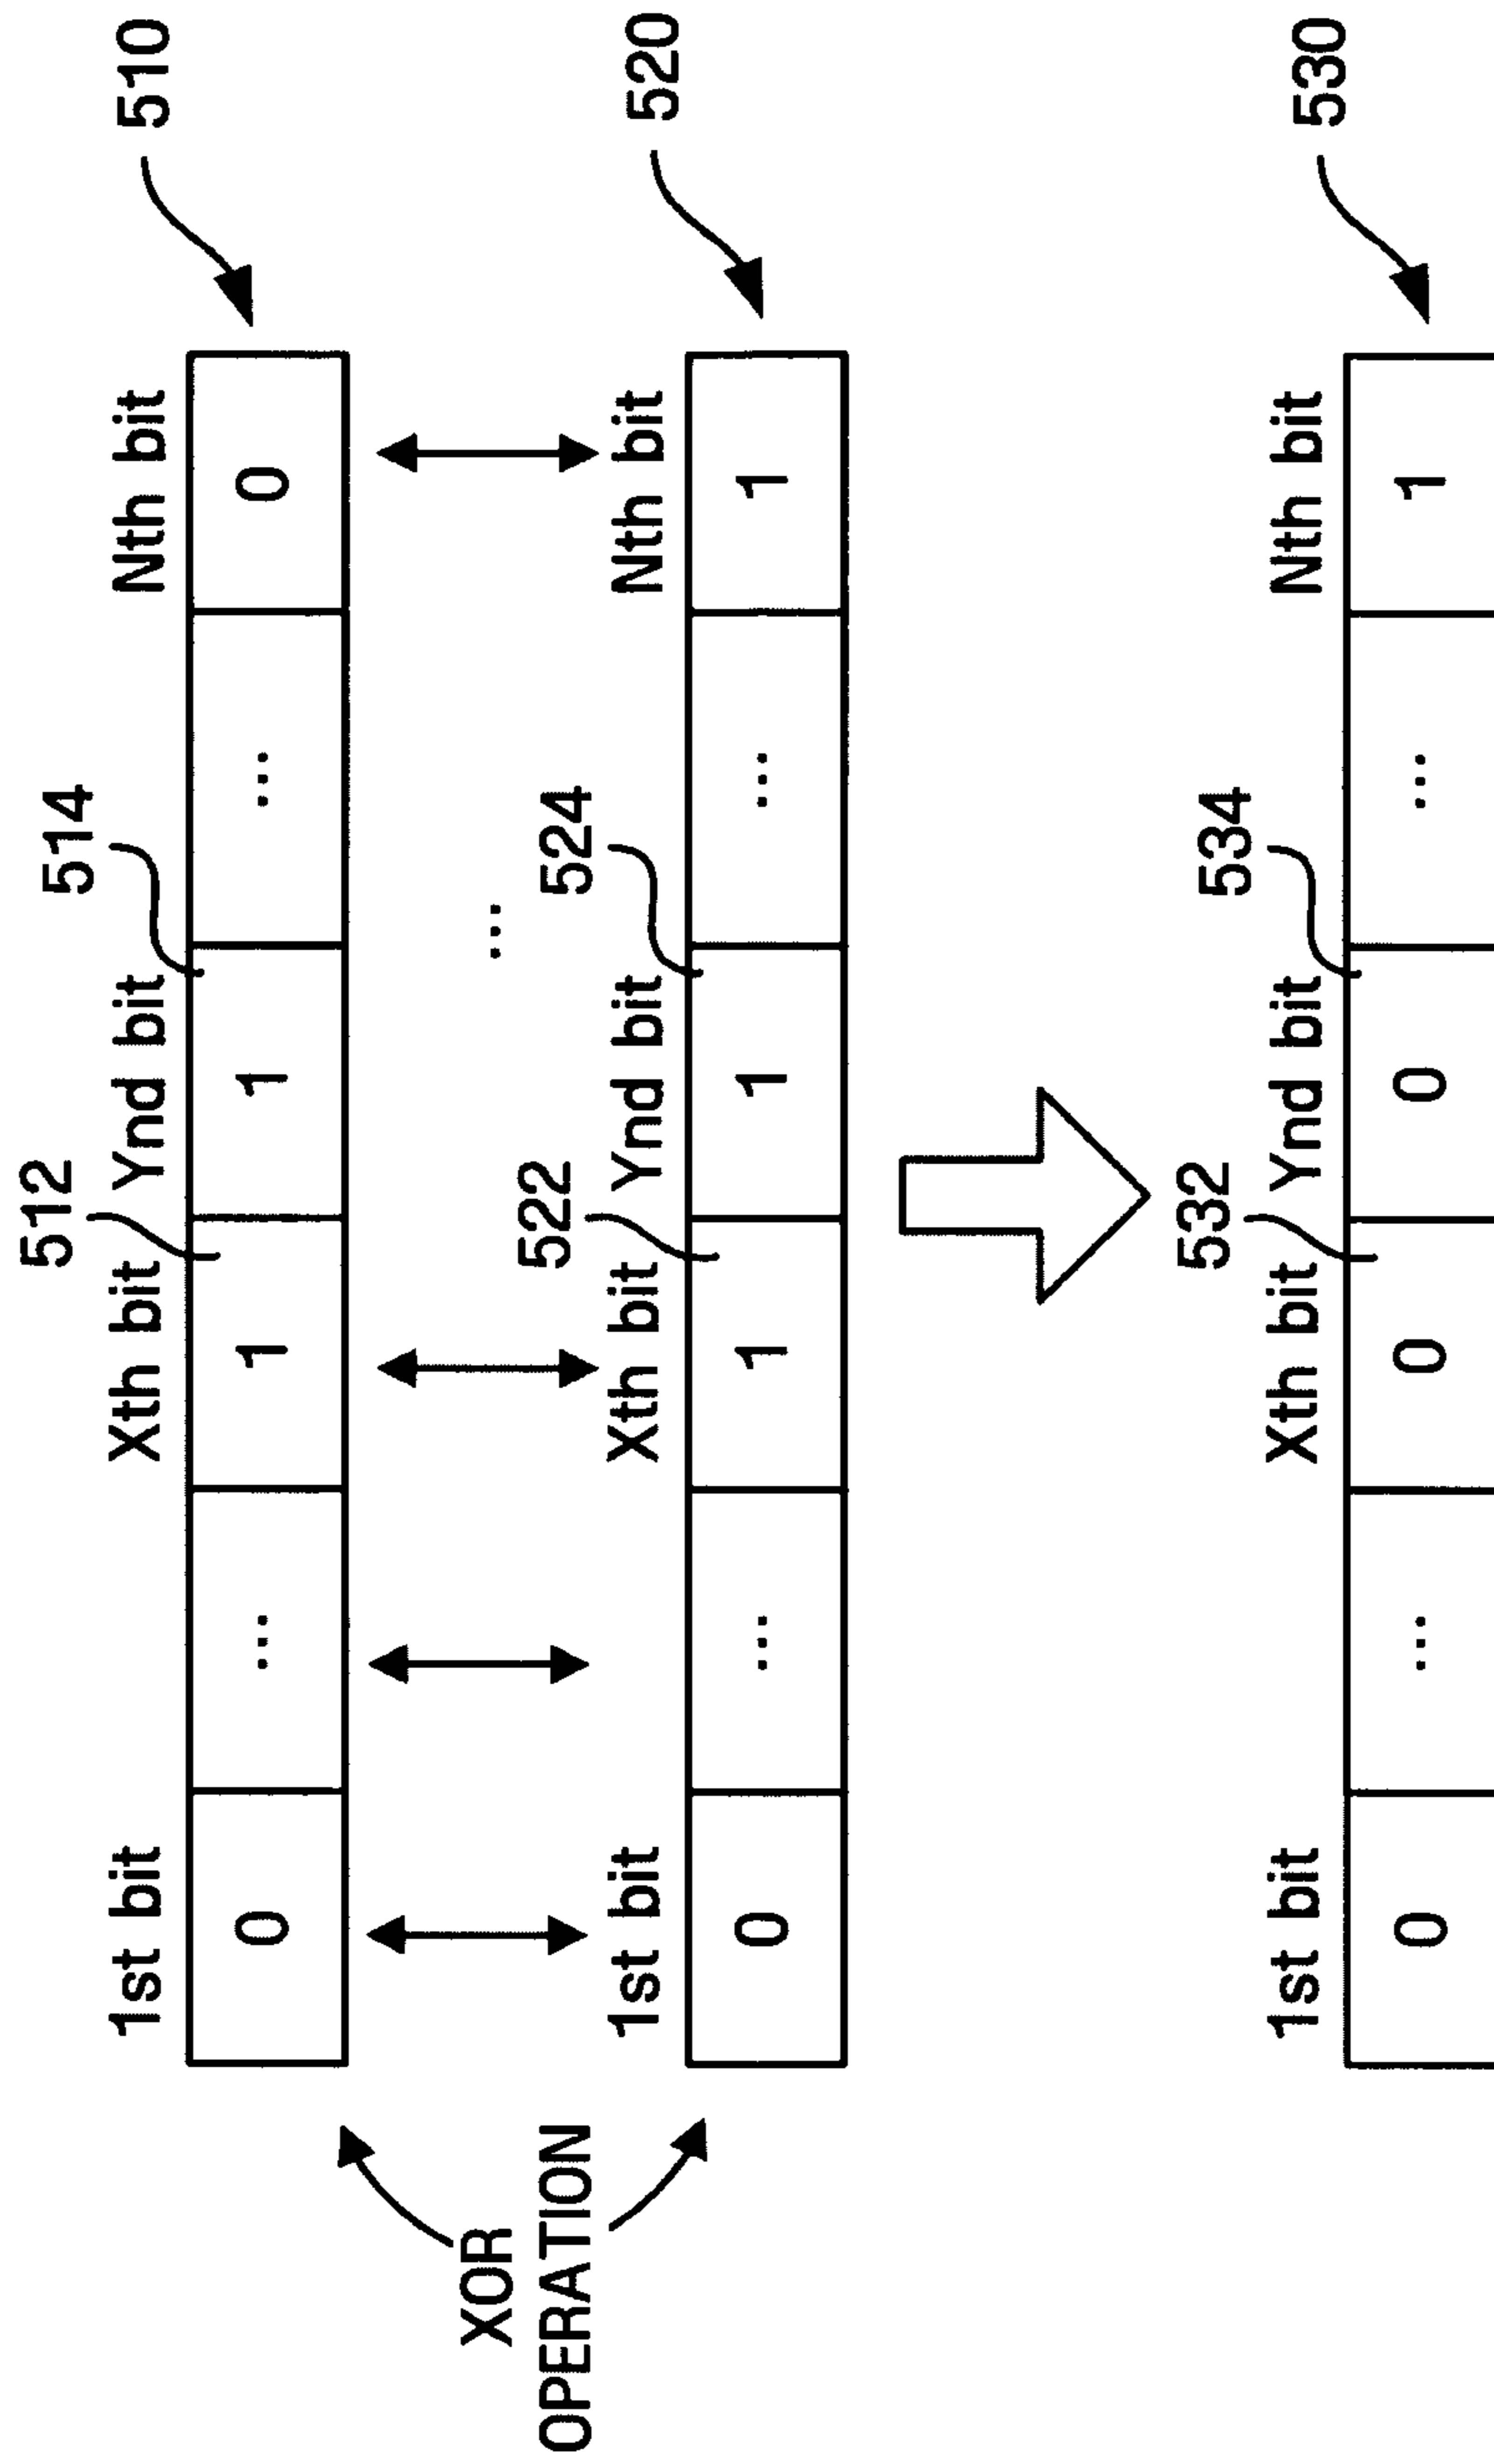 512
514
510
1st bit
Xth bit
Ynd bit
Nth bit
0
...
1
1
...
0
XOR
OPERATION
...
522
524
520
1st bit
Xth bit
Ynd bit
Nth bit
0
...
1
1
...
1
532
534
530
1st bit
Xth bit
Ynd bit
Nth bit
0
...
0
0
...
1